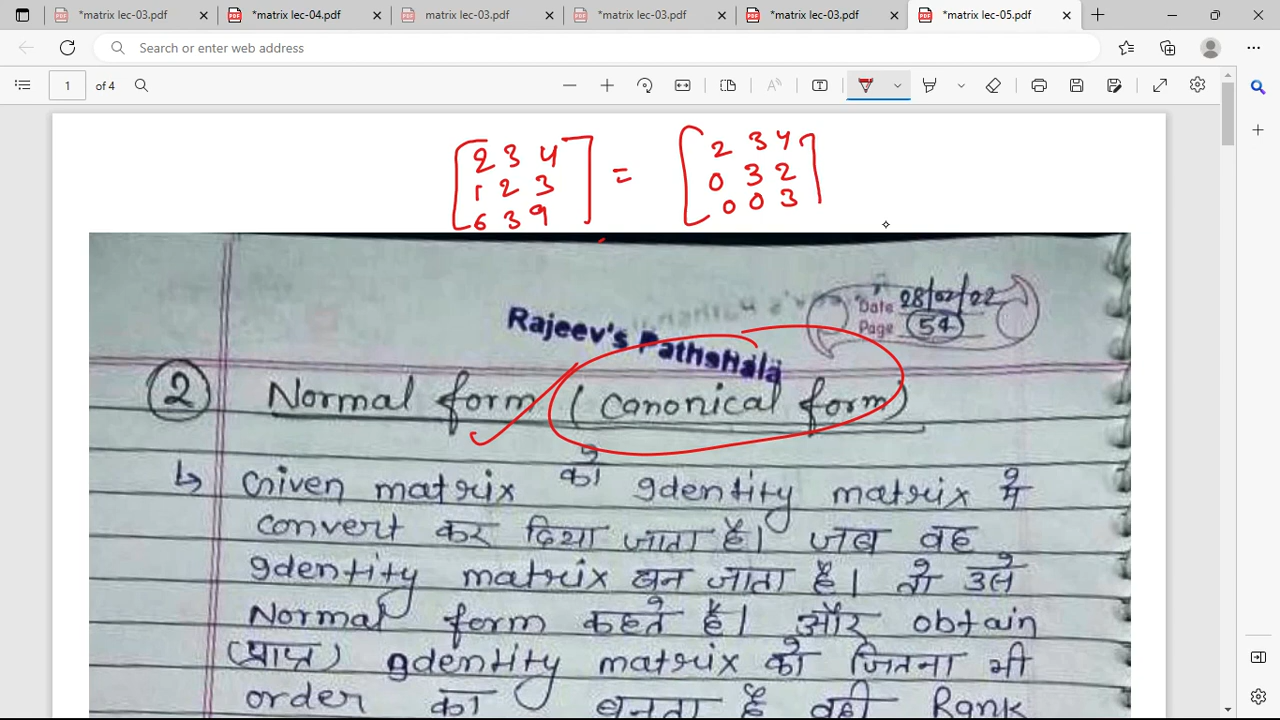 *matrix lec-03.pdf
*matrix lec-04.pdf
matrix lec-03.pdf
*matrix lec-03.pdf
*matrix lec-03.pdf
*matrix lec-05.pdf
Search or enter web address
1 of 4
2 3 4 = 2 3 4
1 2 3 0 3 2
6 3 9 0 0 3
Date 28/02/22
Page 54
Rajeev's Pathshala
2 Normal form (Canonical form)
↳ Given matrix को Identity matrix में
convert कर दिया जाता है। जब वह
Identity matrix बन जाता है। तो उसे
Normal form कहते है। और obtain
(प्राप्त) Identity matrix को जितना भी
order का बनता है वही Rank